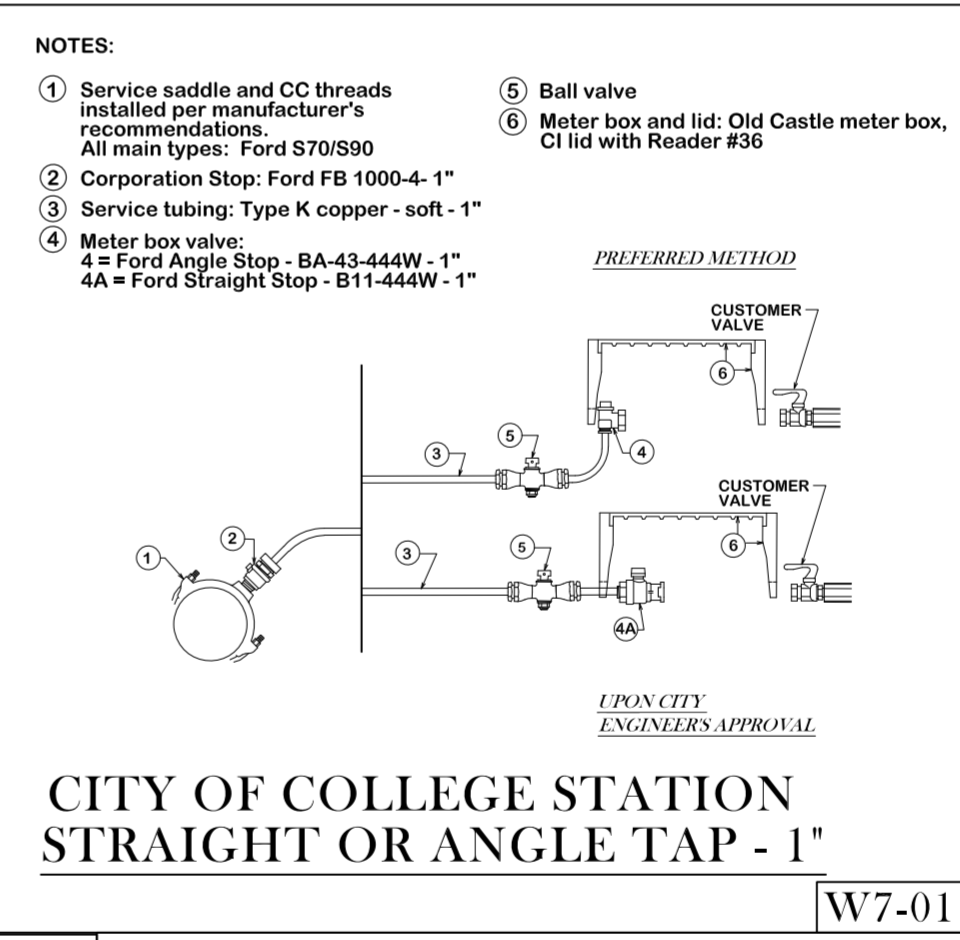 NOTES:
1 Service saddle and CC threads
installed per manufacturer's
recommendations.
All main types: Ford S70/S90
2 Corporation Stop: Ford FB 1000-4- 1"
3 Service tubing: Type K copper - soft - 1"
4 Meter box valve:
4 = Ford Angle Stop - BA-43-444W - 1"
4A = Ford Straight Stop - B11-444W - 1"
5 Ball valve
6 Meter box and lid: Old Castle meter box,
CI lid with Reader #36
PREFERRED METHOD
CUSTOMER
VALVE
6
5
3
4
CUSTOMER
VALVE
2
1
3
5
6
4A
UPON CITY
ENGINEER'S APPROVAL
CITY OF COLLEGE STATION
STRAIGHT OR ANGLE TAP - 1"
W7-01